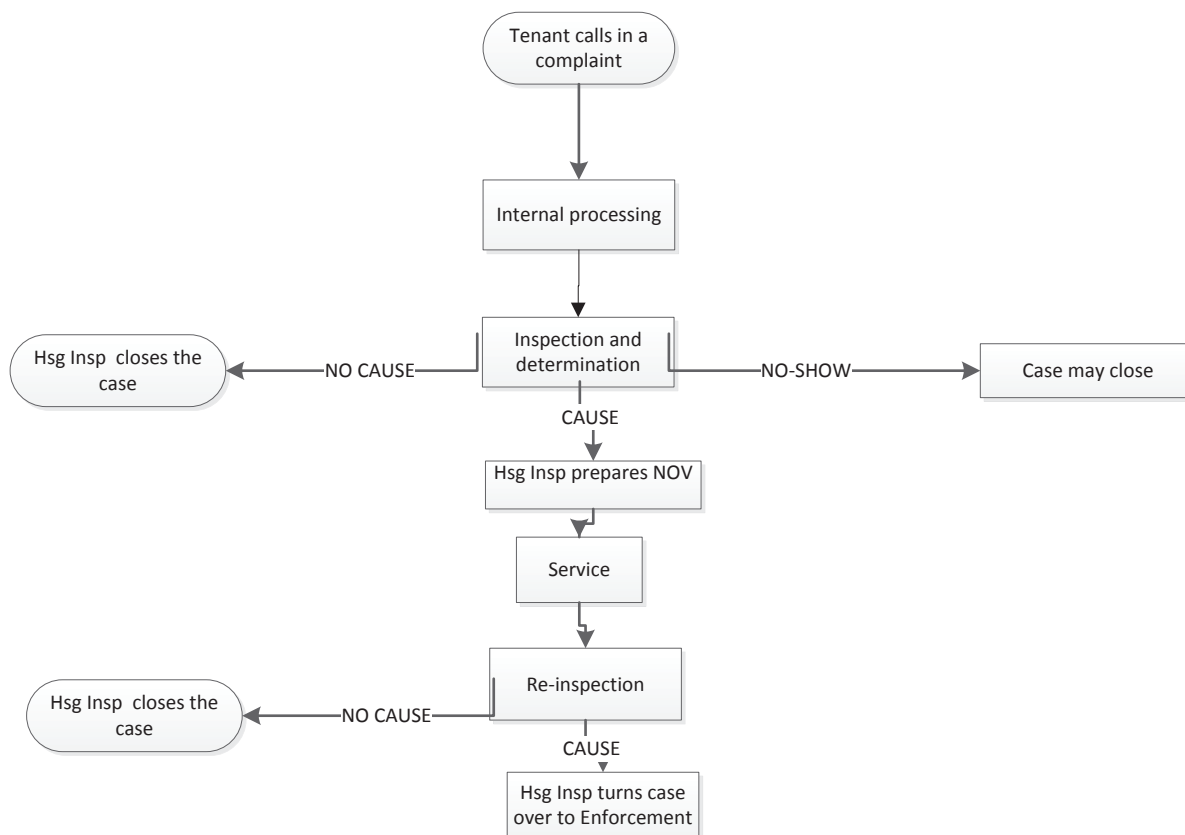 Tenant calls in a
complaint
Internal processing
Inspection and
determination
Hsg Insp  closes the
case
NO CAUSE
NO-SHOW
Case may close
CAUSE
Hsg Insp prepares NOV
Service
Re-inspection
Hsg Insp  closes the
case
NO CAUSE
CAUSE
Hsg Insp turns case
over to Enforcement